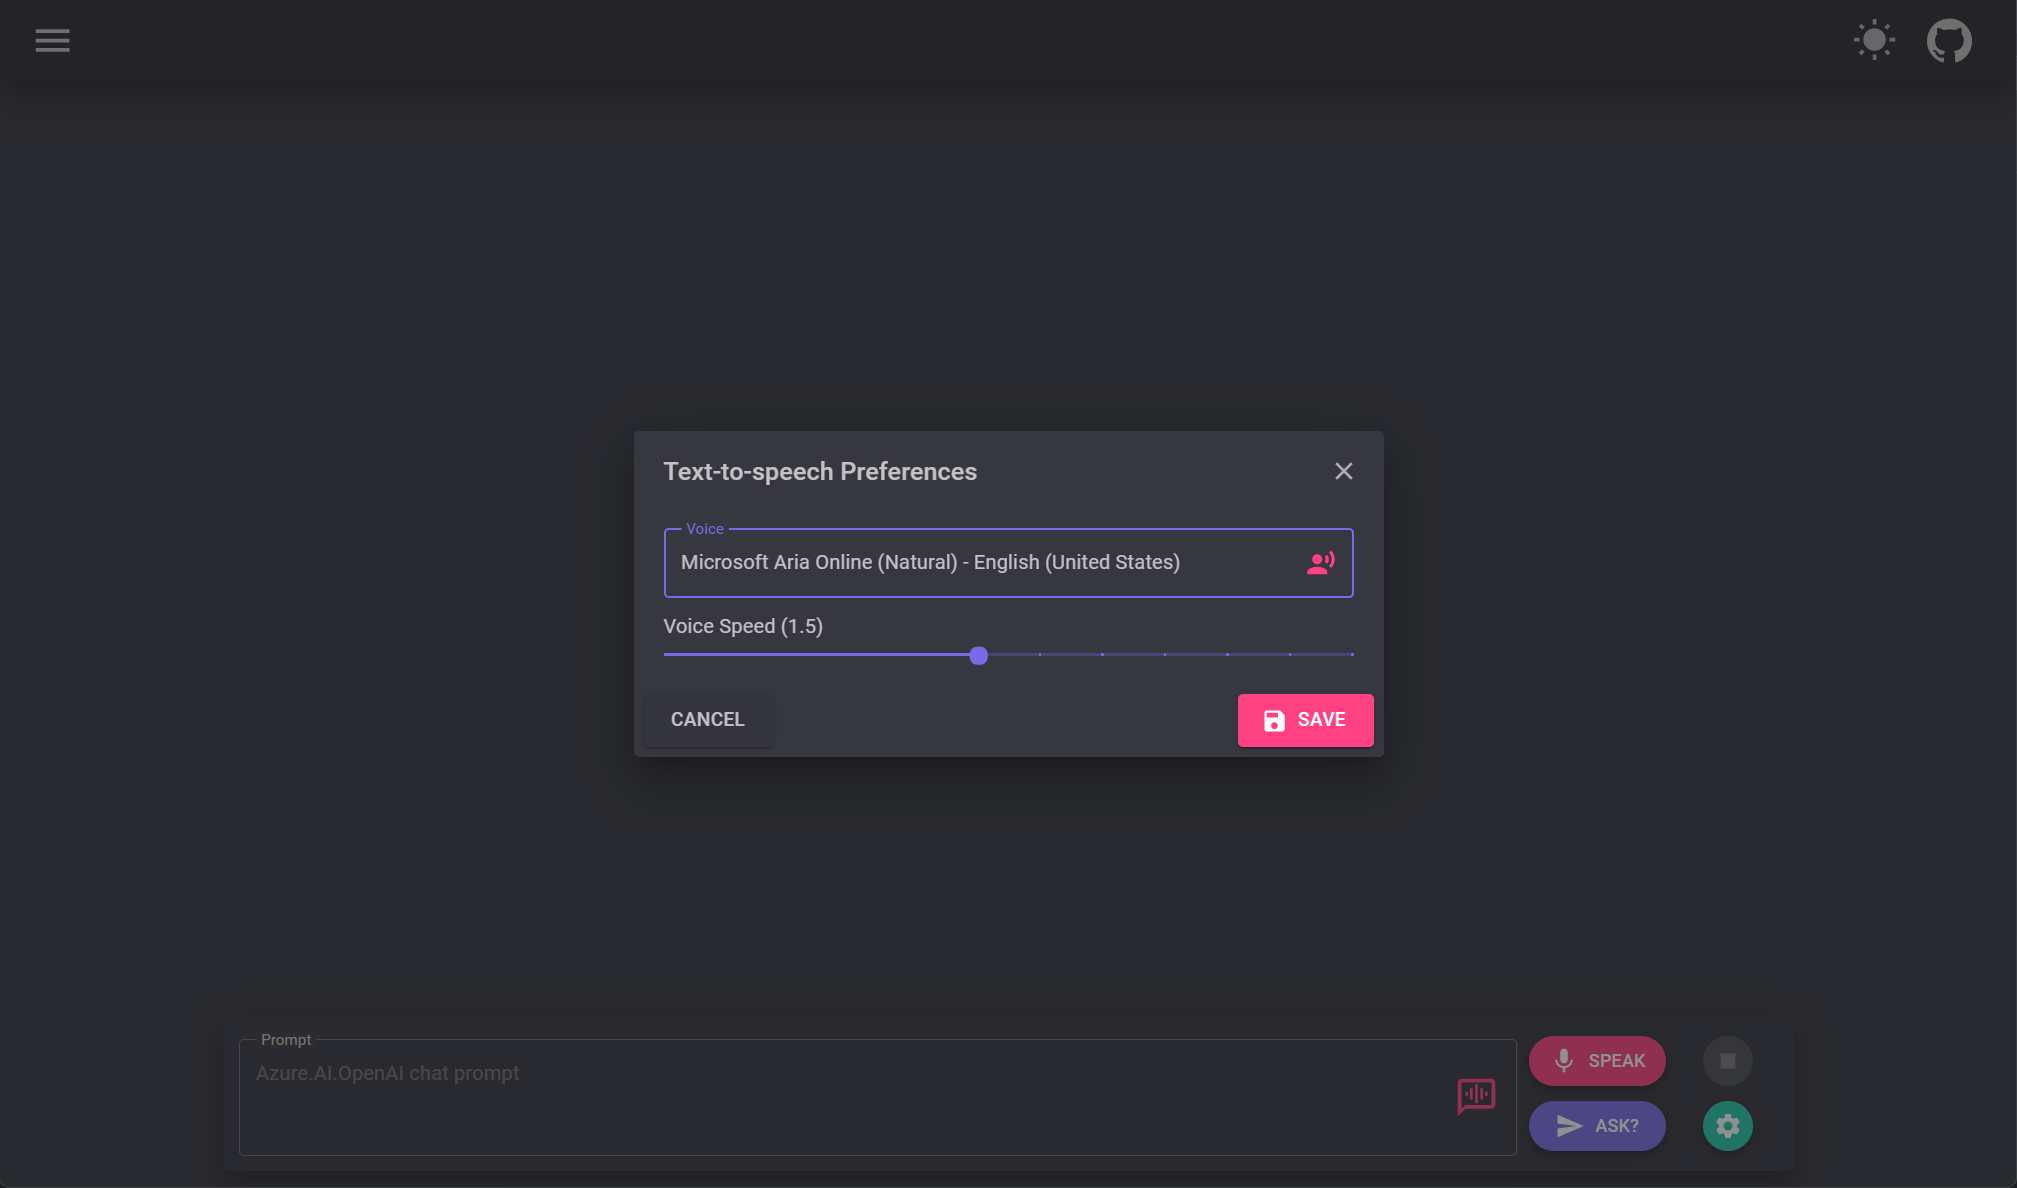 Text-to-speech Preferences
Voice
Microsoft Aria Online (Natural) - English (United States)
Voice Speed (1.5)
CANCEL
SAVE
Prompt
Azure.AI.OpenAI chat prompt
SPEAK
ASK?